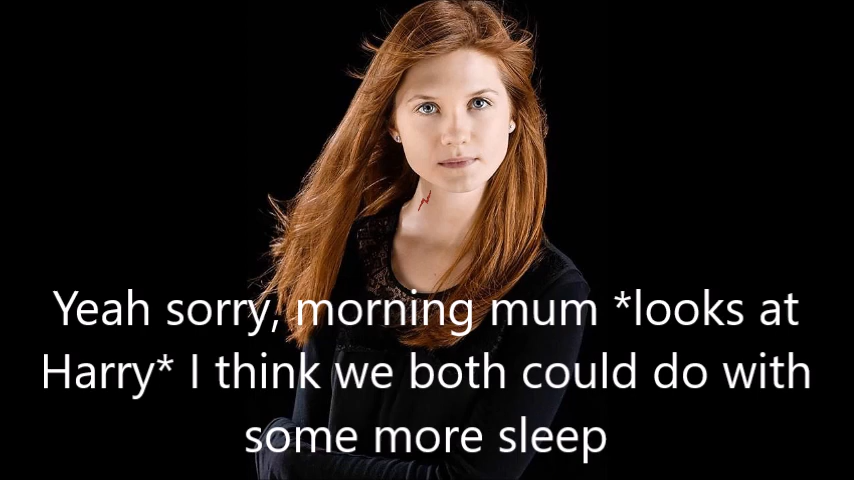 Yeah sorry, morning mum *looks at
Harry* I think we both could do with
some more sleep